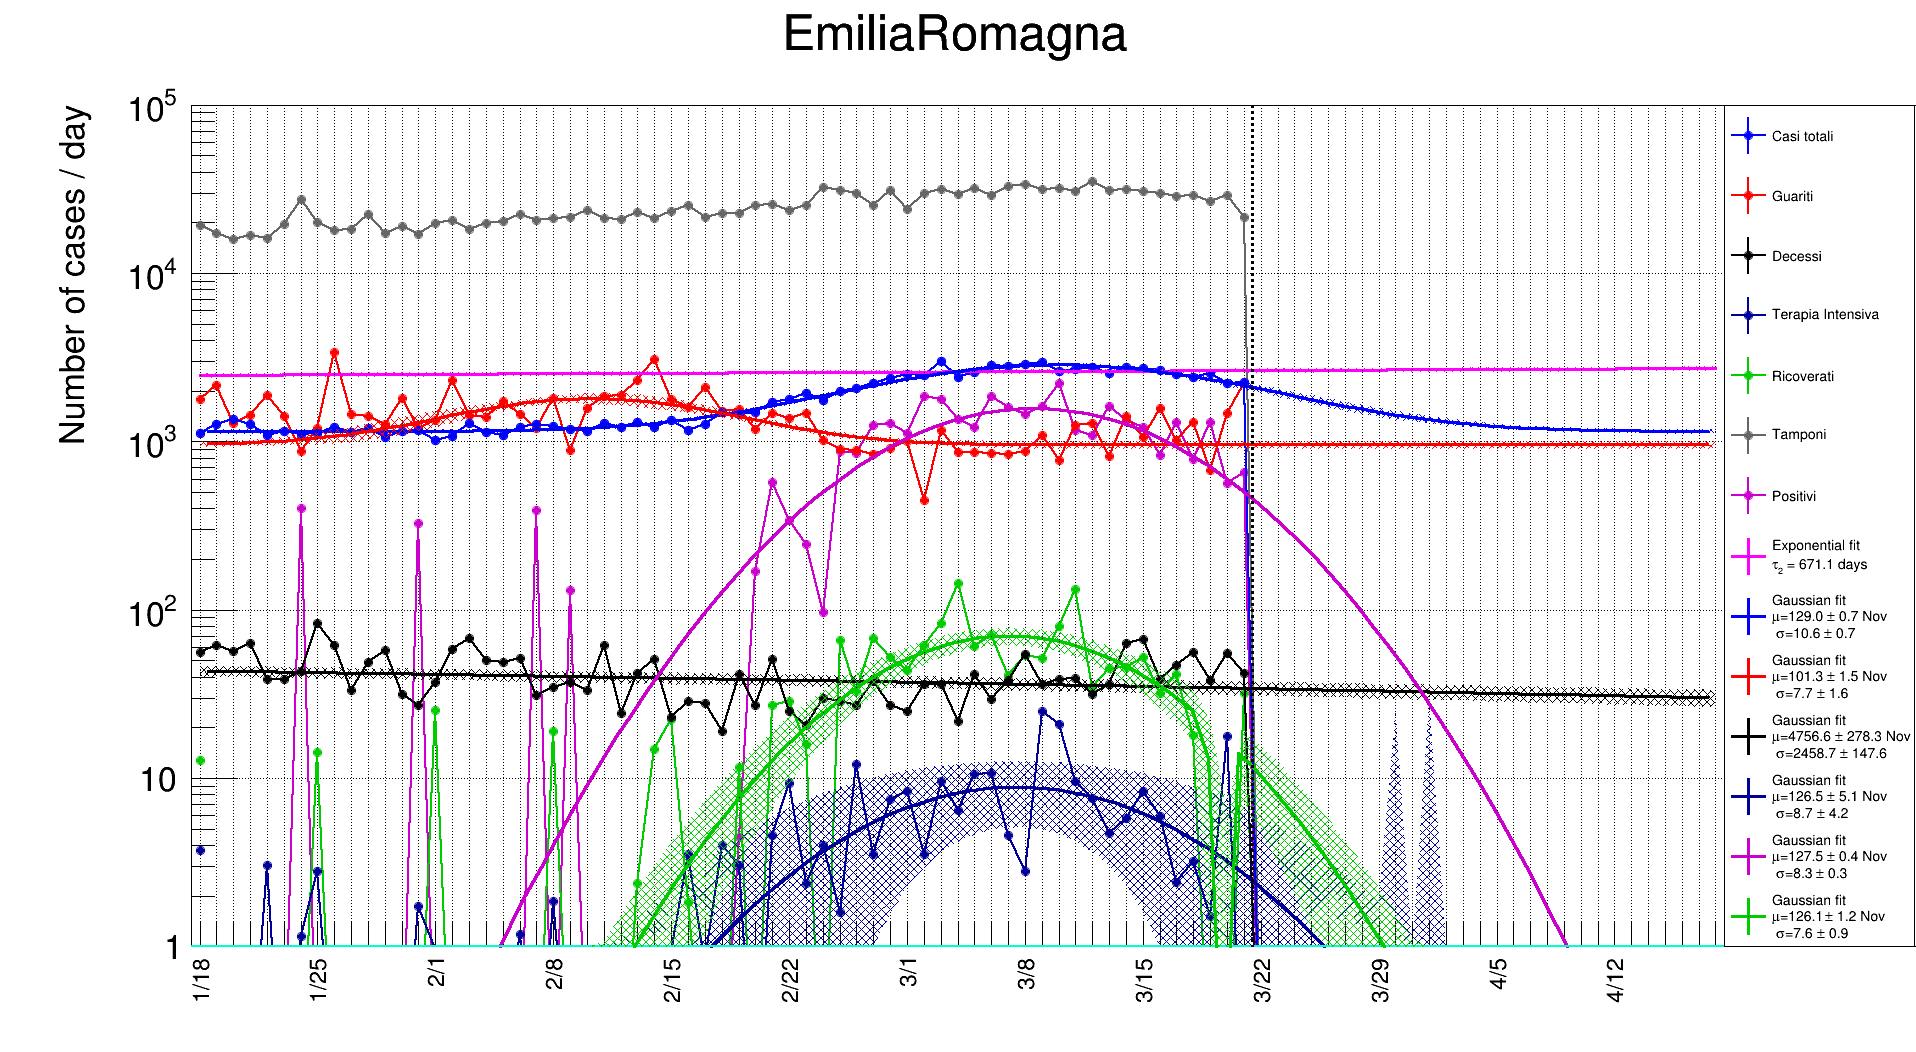 EmiliaRomagna
Number of cases / day
10^5
10^4
10^3
10^2
10
1
1/18
1/25
2/1
2/8
2/15
2/22
3/1
3/8
3/15
3/22
3/29
4/5
4/12
Casi totali
Guariti
Decessi
Terapia Intensiva
Ricoverati
Tamponi
Positivi
Exponential fit
τ₂ = 671.1 days
Gaussian fit
μ=129.0 ± 0.7 Nov
σ=10.6 ± 0.7
Gaussian fit
μ=101.3 ± 1.5 Nov
σ=7.7 ± 1.6
Gaussian fit
μ=4756.6 ± 278.3 Nov
σ=2458.7 ± 147.6
Gaussian fit
μ=126.5 ± 5.1 Nov
σ=8.7 ± 4.2
Gaussian fit
μ=127.5 ± 0.4 Nov
σ=8.3 ± 0.3
Gaussian fit
μ=126.1 ± 1.2 Nov
σ=7.6 ± 0.9